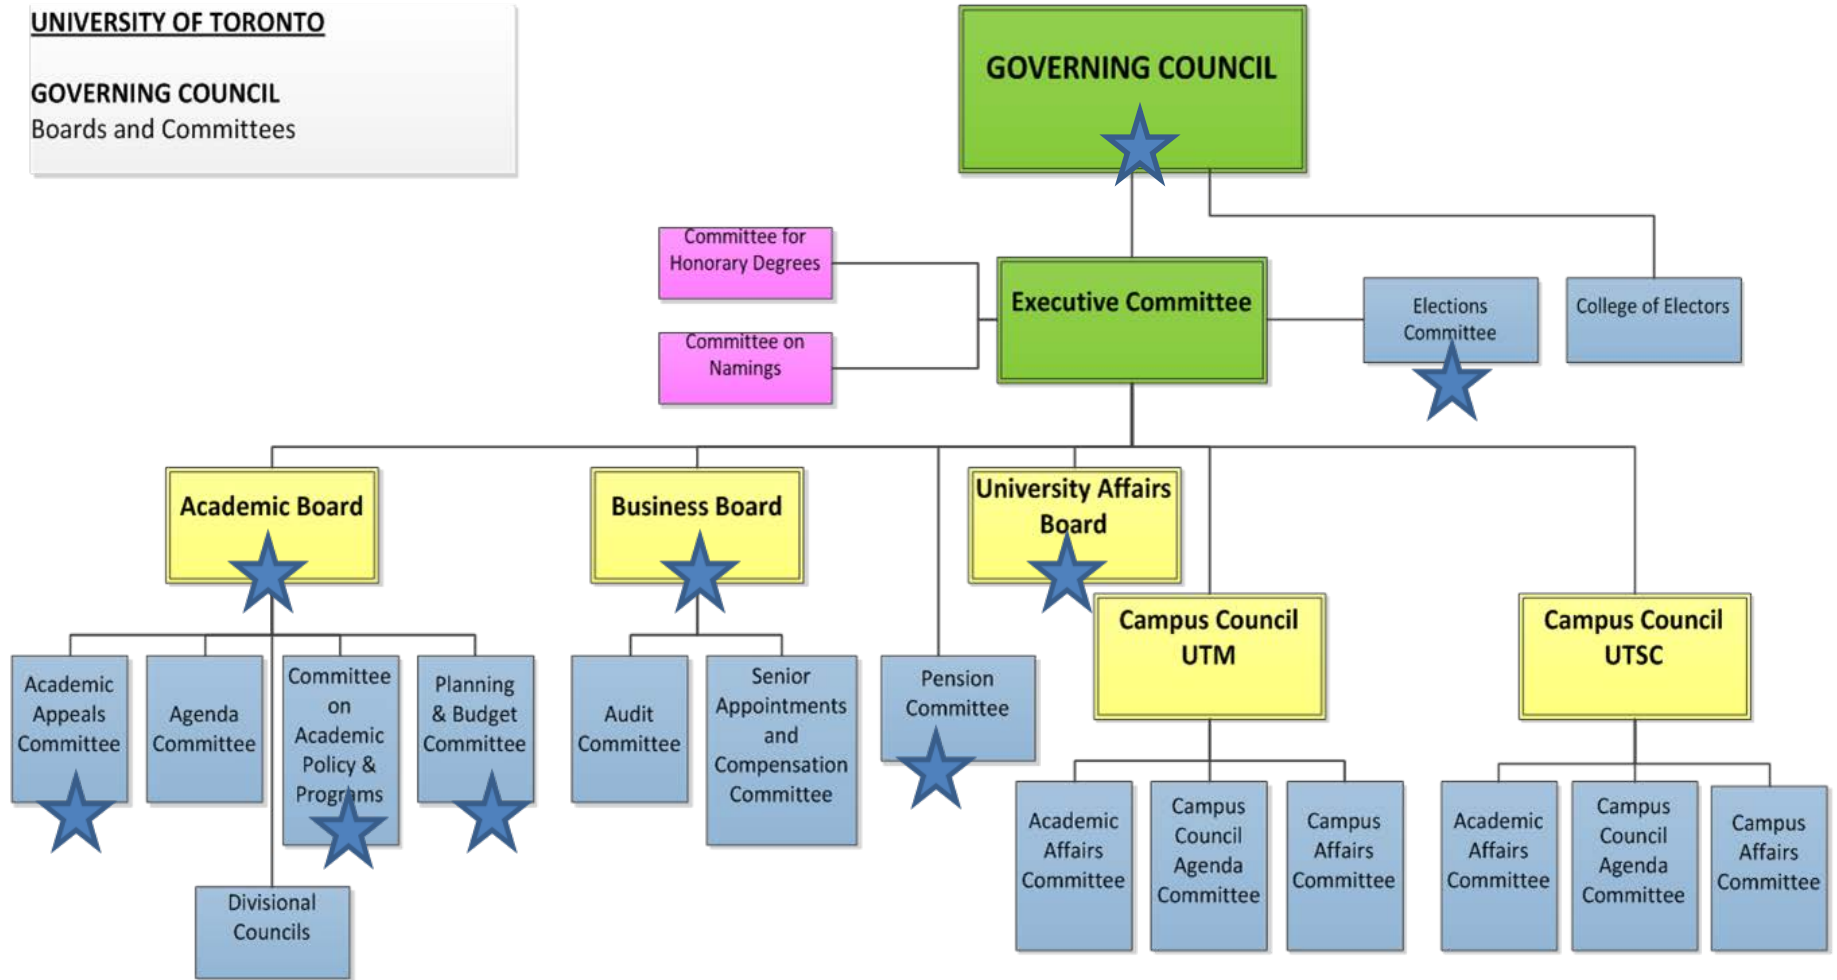 UNIVERSITY OF TORONTO
GOVERNING COUNCIL
Boards and Committees
GOVERNING COUNCIL
Committee for
Honorary Degrees
Committee on
Namings
Executive Committee
Elections
Committee
College of Electors
Academic Board
Business Board
University Affairs
Board
Campus Council
UTM
Campus Council
UTSC
Academic
Appeals
Committee
Agenda
Committee
Committee
on
Academic
Policy &
Programs
Planning
& Budget
Committee
Divisional
Councils
Audit
Committee
Senior
Appointments
and
Compensation
Committee
Pension
Committee
Academic
Affairs
Committee
Campus
Council
Agenda
Committee
Campus
Affairs
Committee
Academic
Affairs
Committee
Campus
Council
Agenda
Committee
Campus
Affairs
Committee